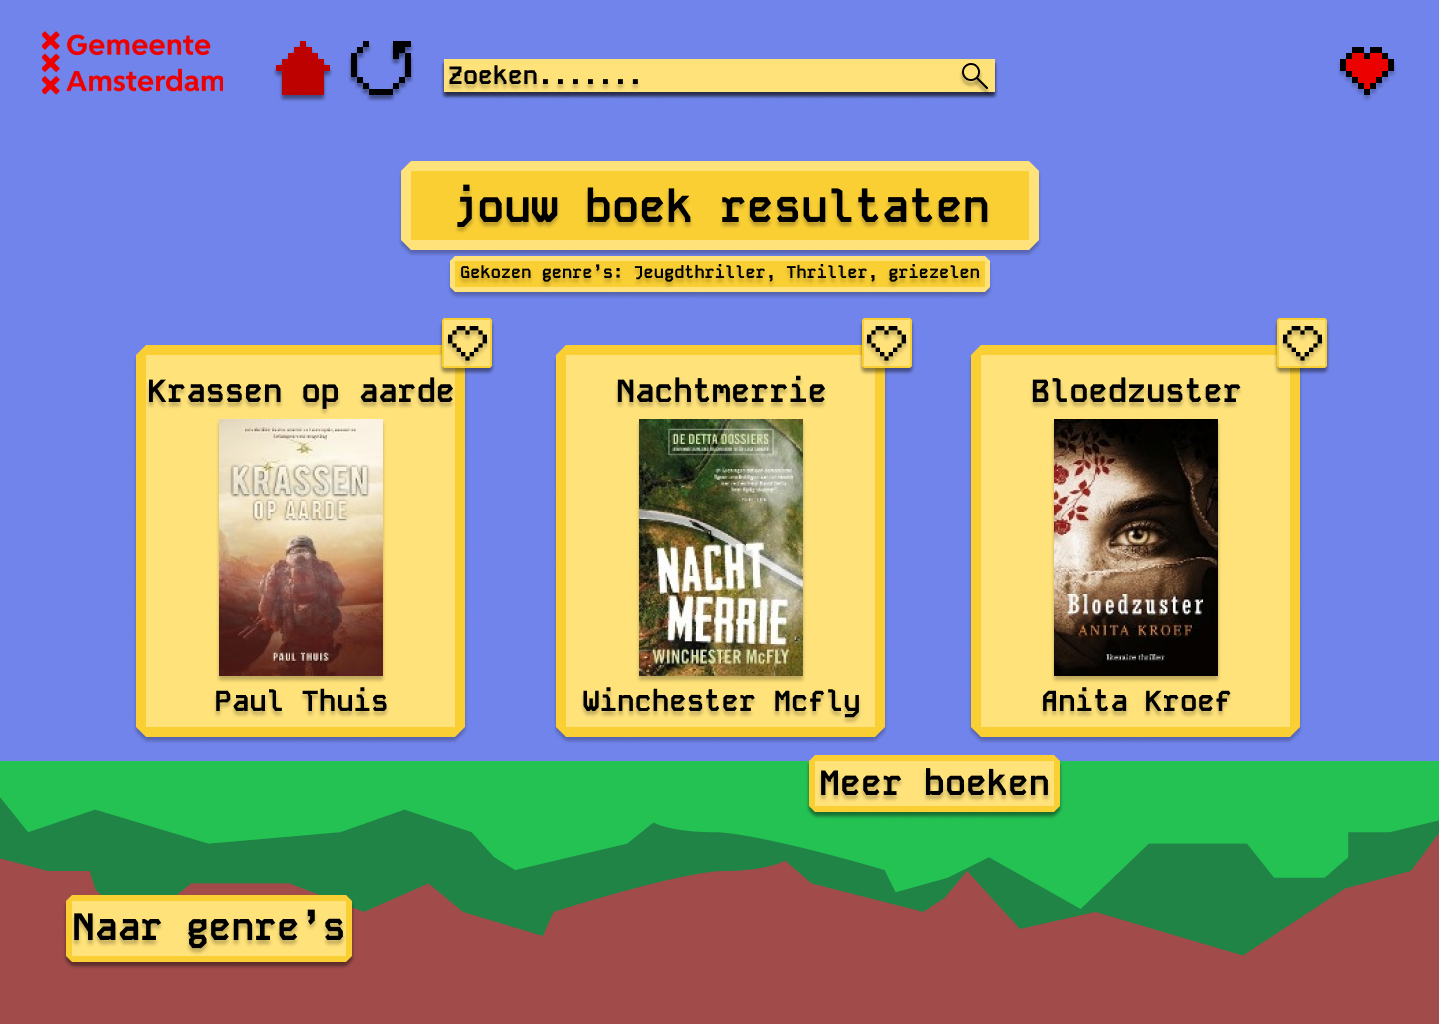 Gemeente
Amsterdam
Zoeken.......
jouw boek resultaten
Gekozen genre's: Jeugdthriller, Thriller, griezelen
Krassen op aarde
KRASSEN
OP AARDE
PAUL THUIS
Paul Thuis
Nachtmerrie
DE DETTA DOSSIERS
NACHT
MERRIE
WINCHESTER McFLY
Winchester Mcfly
Bloedzuster
Bloedzuster
ANITA KROEF
literaire thriller
Anita Kroef
Meer boeken
Naar genre's